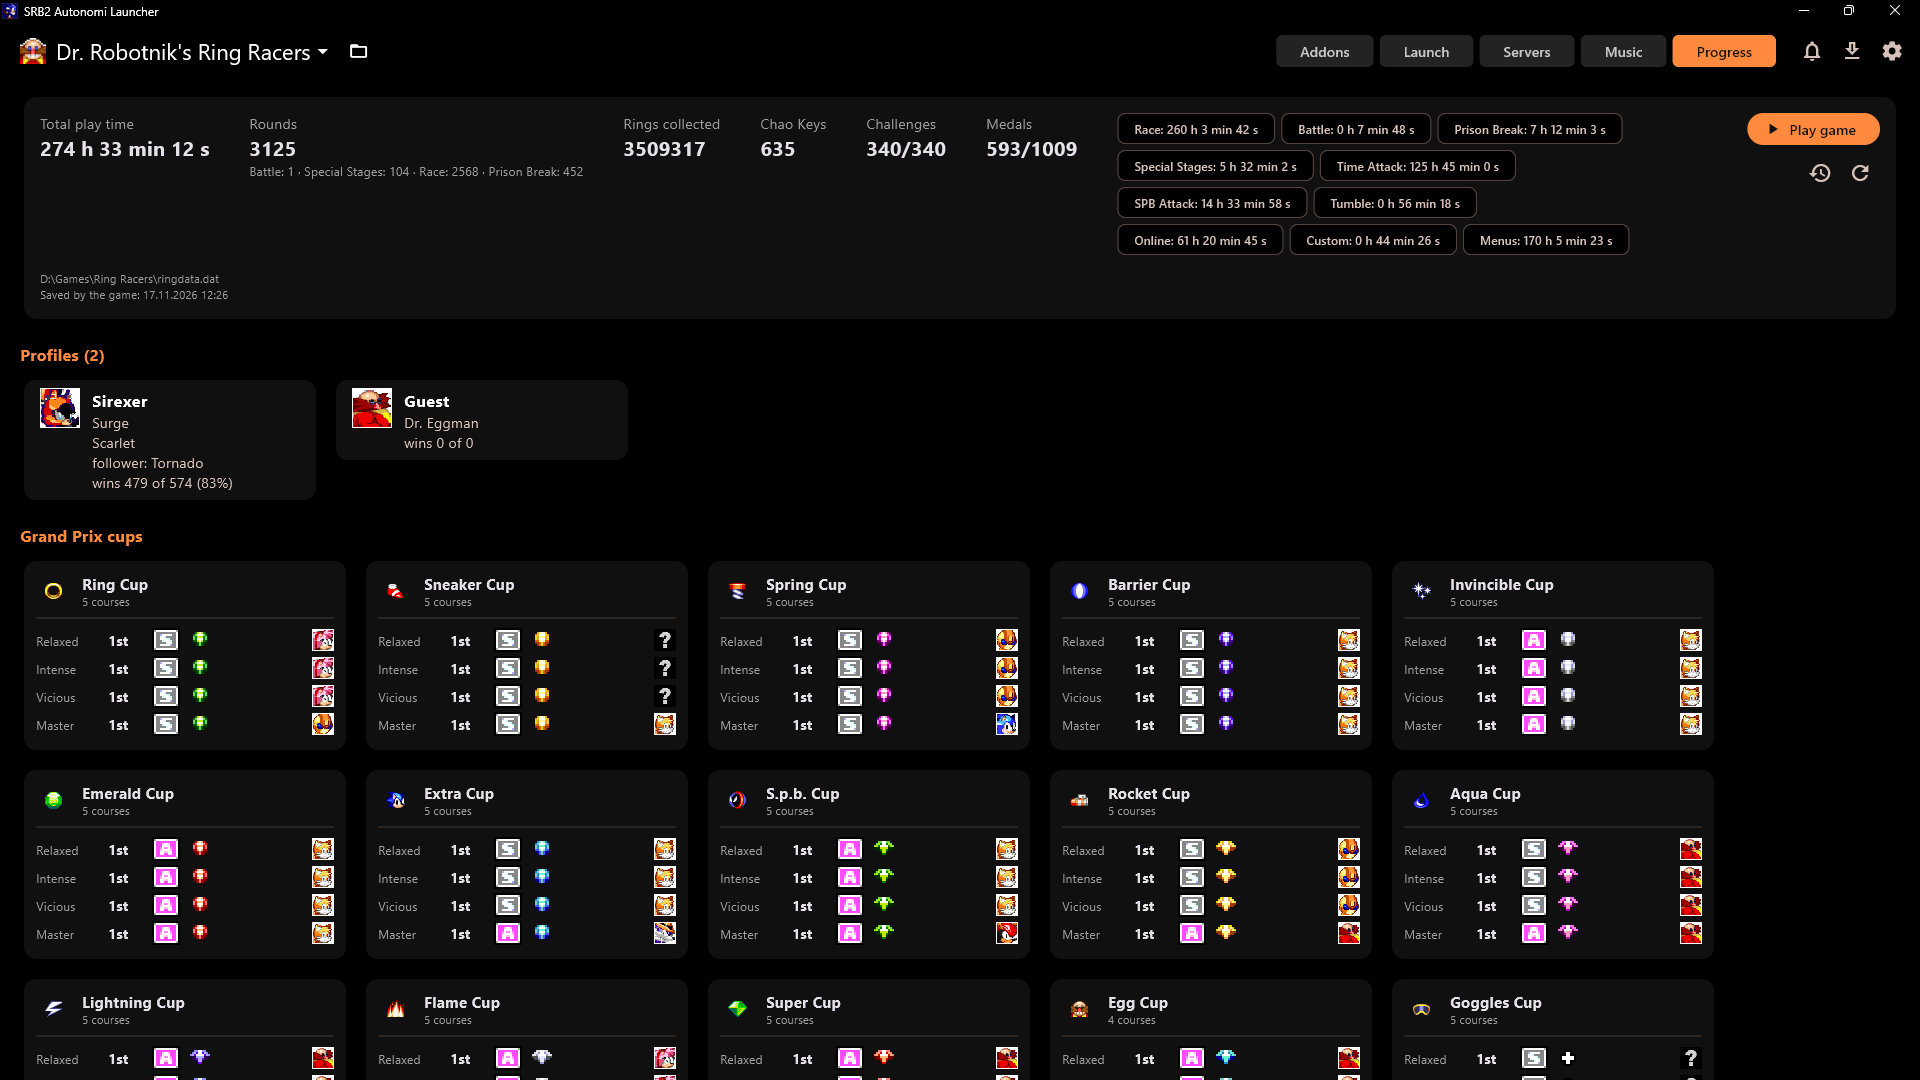 SRB2 Autonomi Launcher
Dr. Robotnik's Ring Racers
Addons
Launch
Servers
Music
Progress
Total play time
274 h 33 min 12 s
Rounds
3125
Battle: 1 · Special Stages: 104 · Race: 2568 · Prison Break: 452
Rings collected
3509317
Chao Keys
635
Challenges
340/340
Medals
593/1009
Race: 260 h 3 min 42 s
Battle: 0 h 7 min 48 s
Prison Break: 7 h 12 min 3 s
Special Stages: 5 h 32 min 2 s
Time Attack: 125 h 45 min 0 s
SPB Attack: 14 h 33 min 58 s
Tumble: 0 h 56 min 18 s
Online: 61 h 20 min 45 s
Custom: 0 h 44 min 26 s
Menus: 170 h 5 min 23 s
Play game
D:\Games\Ring Racers\ringdata.dat
Saved by the game: 17.11.2026 12:26
Profiles (2)
Sirexer
Surge
Scarlet
follower: Tornado
wins 479 of 574 (83%)
Guest
Dr. Eggman
wins 0 of 0
Grand Prix cups
Ring Cup
5 courses
Relaxed 1st S
Intense 1st S
Vicious 1st S
Master 1st S
Sneaker Cup
5 courses
Relaxed 1st S ?
Intense 1st S ?
Vicious 1st S ?
Master 1st S
Spring Cup
5 courses
Relaxed 1st S
Intense 1st S
Vicious 1st S
Master 1st S
Barrier Cup
5 courses
Relaxed 1st S
Intense 1st S
Vicious 1st S
Master 1st S
Invincible Cup
5 courses
Relaxed 1st A
Intense 1st A
Vicious 1st A
Master 1st A
Emerald Cup
5 courses
Relaxed 1st A
Intense 1st A
Vicious 1st A
Master 1st A
Extra Cup
5 courses
Relaxed 1st S
Intense 1st S
Vicious 1st S
Master 1st A
S.p.b. Cup
5 courses
Relaxed 1st A
Intense 1st A
Vicious 1st A
Master 1st A
Rocket Cup
5 courses
Relaxed 1st S
Intense 1st S
Vicious 1st S
Master 1st A
Aqua Cup
5 courses
Relaxed 1st S
Intense 1st S
Vicious 1st S
Master 1st A
Lightning Cup
5 courses
Relaxed 1st A
Flame Cup
5 courses
Relaxed 1st A
Super Cup
5 courses
Relaxed 1st A
Egg Cup
4 courses
Relaxed 1st A
Goggles Cup
5 courses
Relaxed 1st S ?